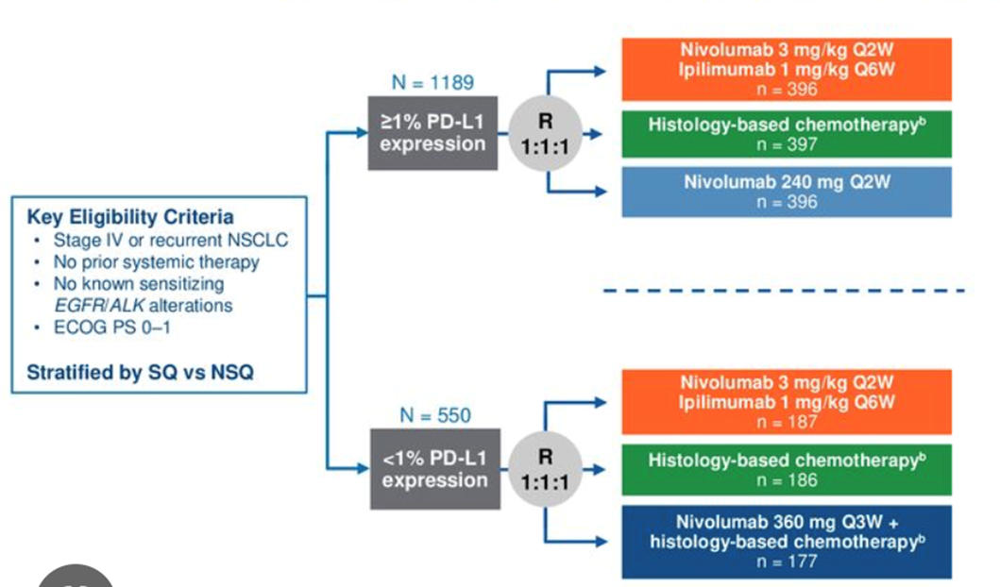 N = 1189
≥1% PD-L1
expression
R
1:1:1
Nivolumab 3 mg/kg Q2W
Ipilimumab 1 mg/kg Q6W
n = 396
Histology-based chemotherapyᵇ
n = 397
Nivolumab 240 mg Q2W
n = 396
Key Eligibility Criteria
• Stage IV or recurrent NSCLC
• No prior systemic therapy
• No known sensitizing
EGFR/ALK alterations
• ECOG PS 0–1
Stratified by SQ vs NSQ
N = 550
<1% PD-L1
expression
R
1:1:1
Nivolumab 3 mg/kg Q2W
Ipilimumab 1 mg/kg Q6W
n = 187
Histology-based chemotherapyᵇ
n = 186
Nivolumab 360 mg Q3W +
histology-based chemotherapyᵇ
n = 177